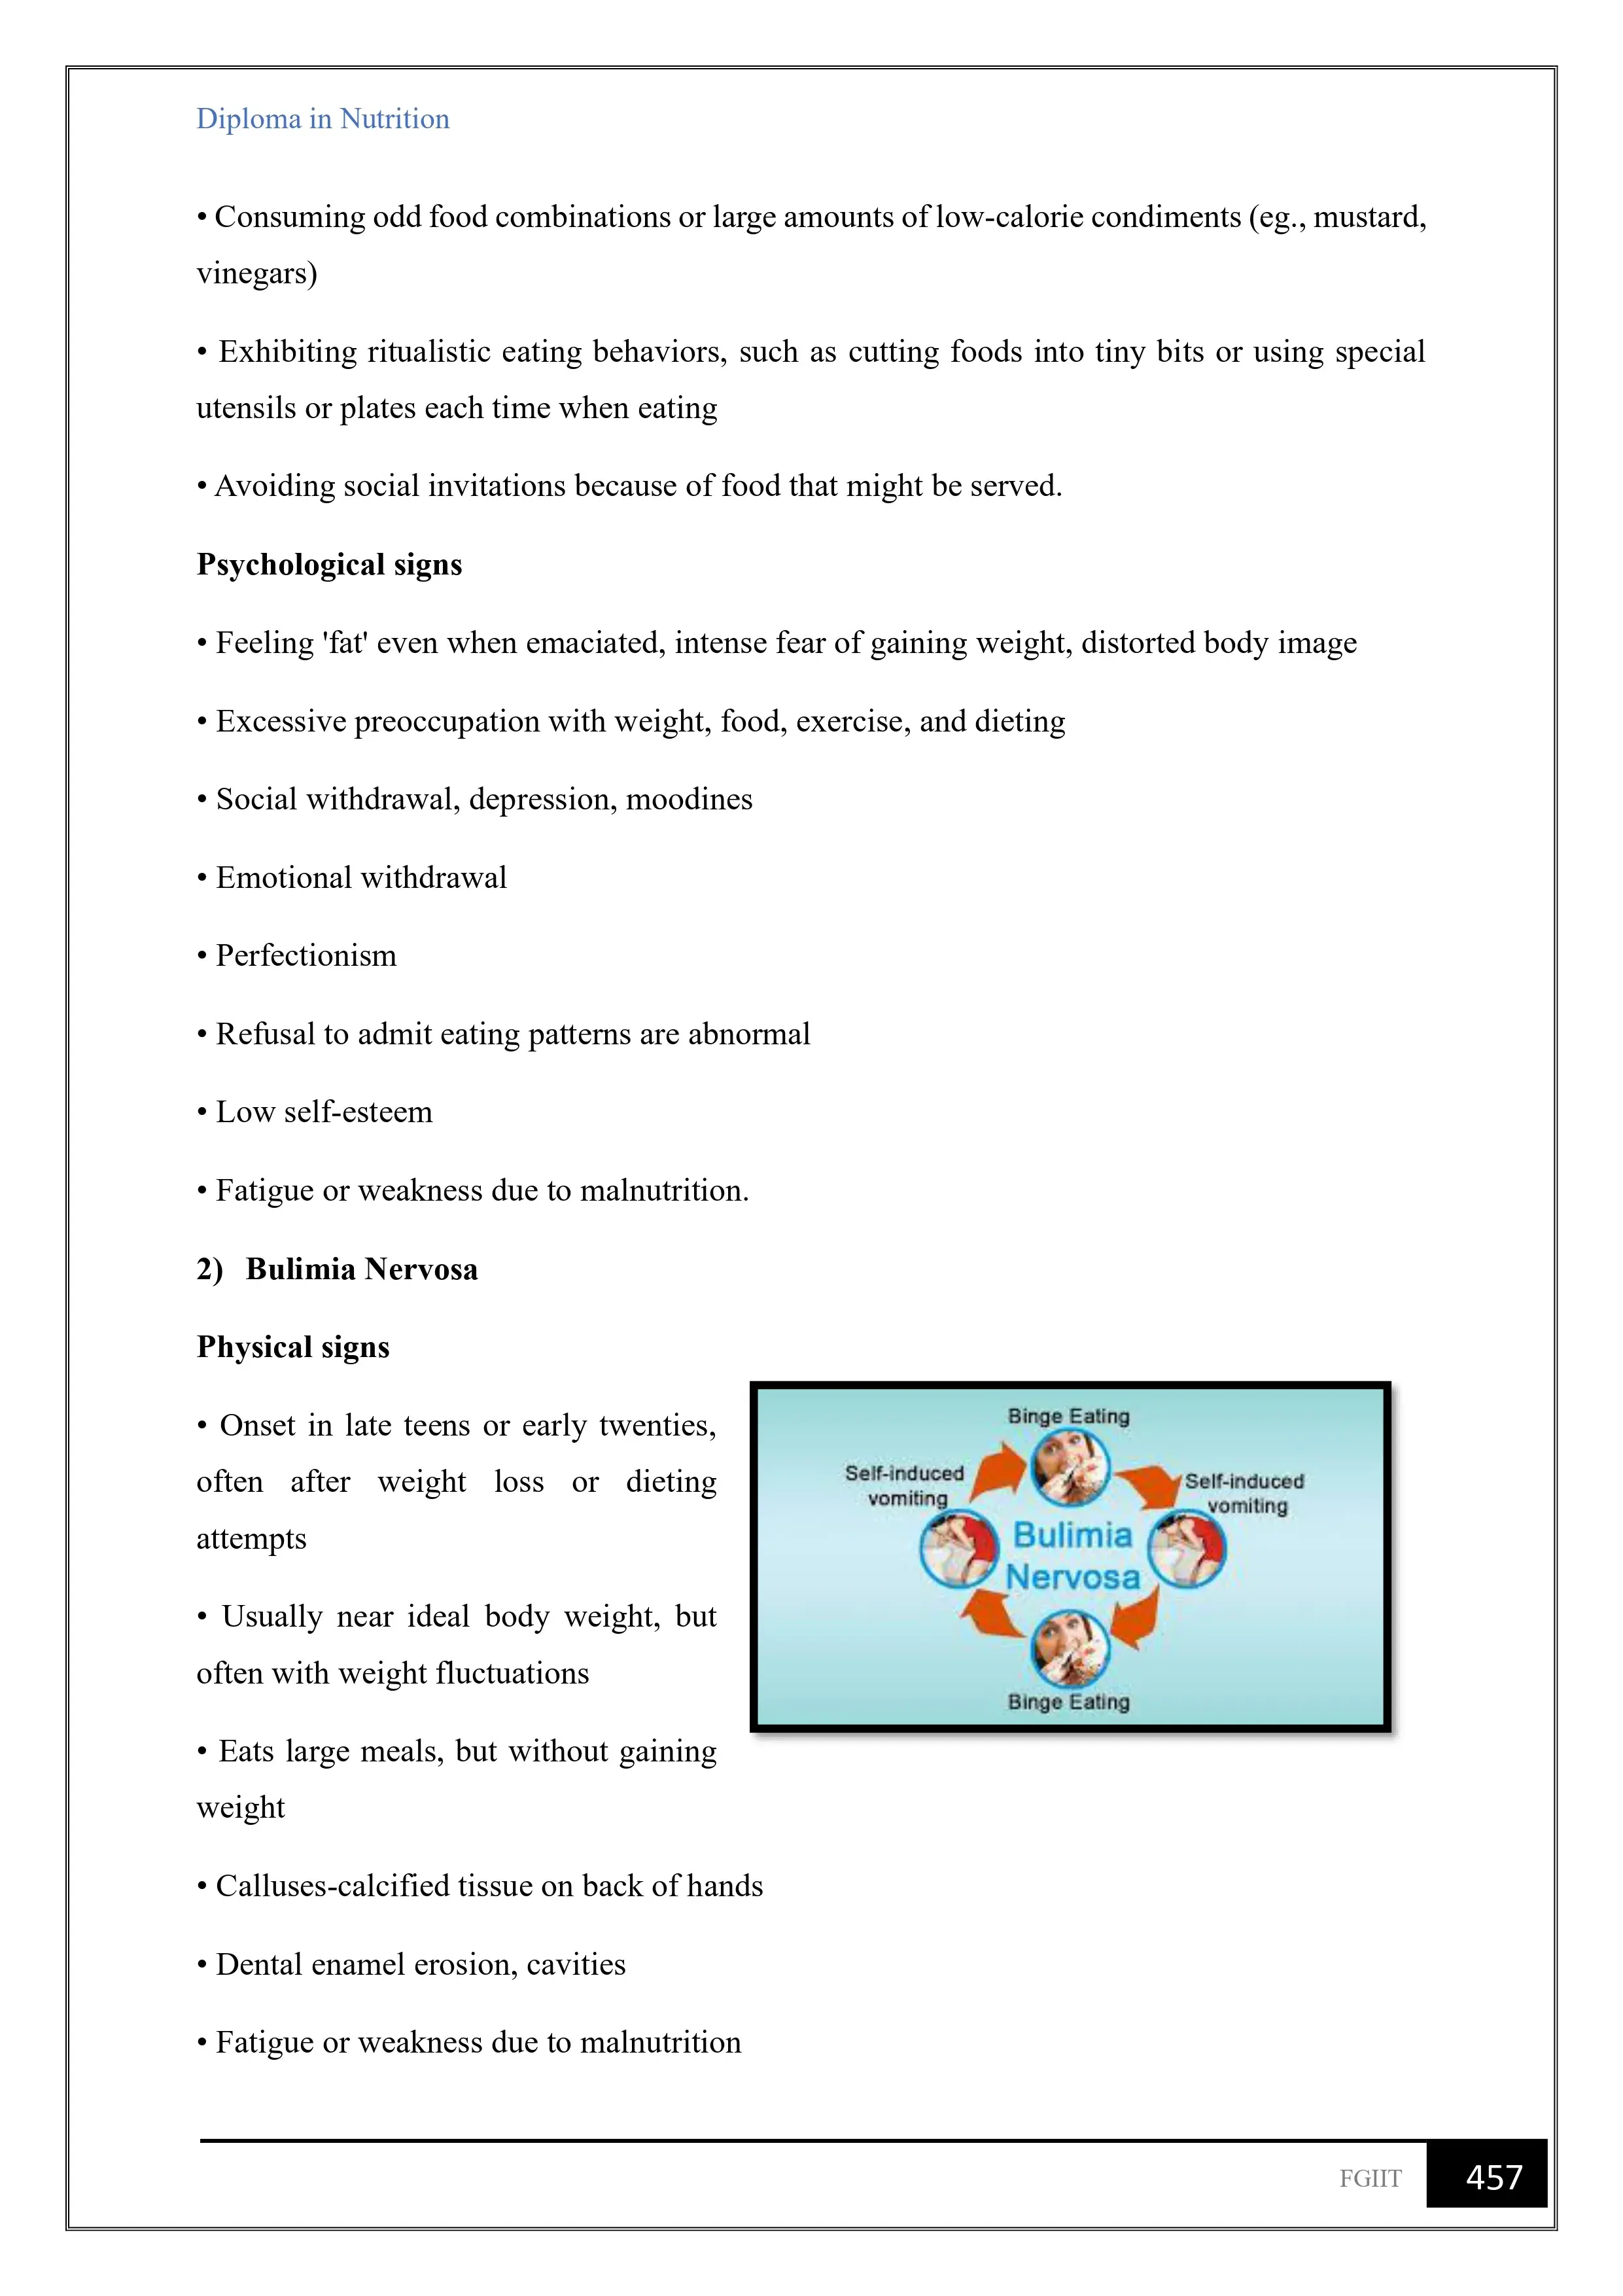 Diploma in Nutrition
• Consuming odd food combinations or large amounts of low-calorie condiments (eg., mustard,
vinegars)
• Exhibiting ritualistic eating behaviors, such as cutting foods into tiny bits or using special
utensils or plates each time when eating
• Avoiding social invitations because of food that might be served.
Psychological signs
• Feeling 'fat' even when emaciated, intense fear of gaining weight, distorted body image
• Excessive preoccupation with weight, food, exercise, and dieting
• Social withdrawal, depression, moodines
• Emotional withdrawal
• Perfectionism
• Refusal to admit eating patterns are abnormal
• Low self-esteem
• Fatigue or weakness due to malnutrition.
2) Bulimia Nervosa
Physical signs
• Onset in late teens or early twenties,
often after weight loss or dieting
attempts
• Usually near ideal body weight, but
often with weight fluctuations
• Eats large meals, but without gaining
weight
Binge Eating
Self-induced
vomiting
Self-induced
vomiting
Bulimia
Nervosa
Binge Eating
• Calluses-calcified tissue on back of hands
• Dental enamel erosion, cavities
• Fatigue or weakness due to malnutrition
FGIIT
457